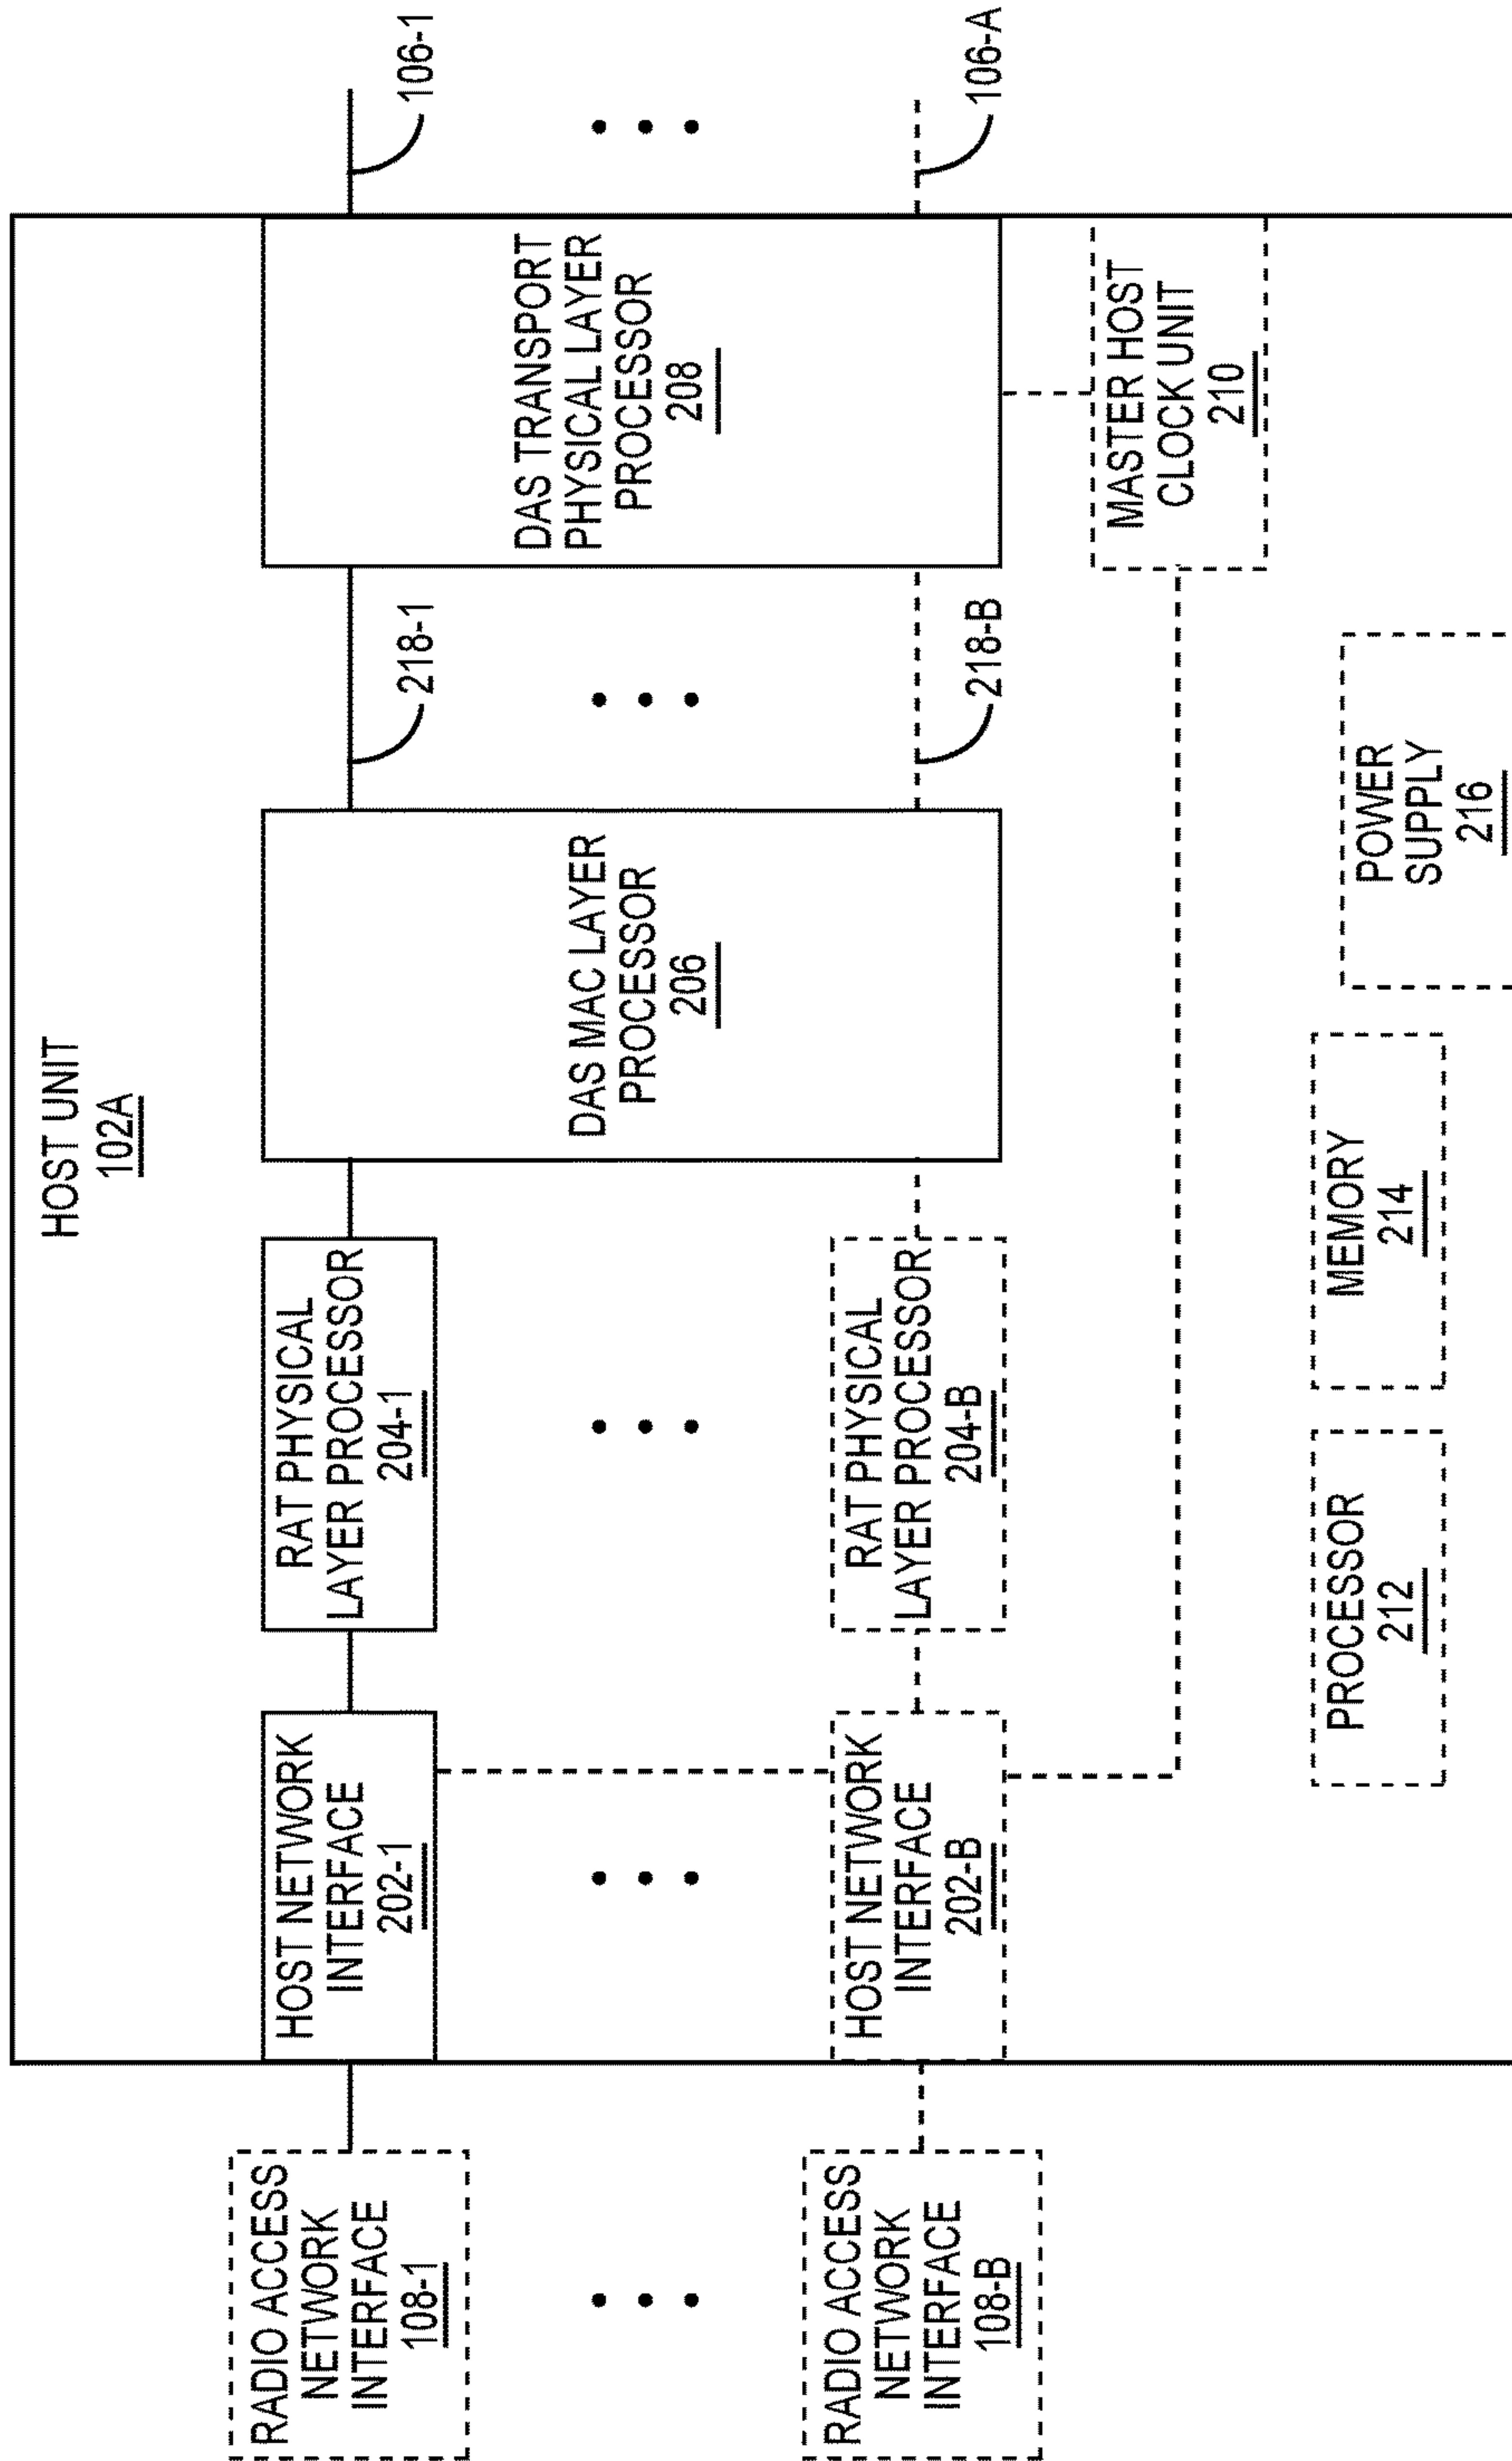 HOST UNIT
102A
RADIO ACCESS
NETWORK
INTERFACE
108-1
HOST NETWORK
INTERFACE
202-1
RAT PHYSICAL
LAYER PROCESSOR
204-1
DAS MAC LAYER
PROCESSOR
206
218-1
DAS TRANSPORT
PHYSICAL LAYER
PROCESSOR
208
106-1
RADIO ACCESS
NETWORK
INTERFACE
108-B
HOST NETWORK
INTERFACE
202-B
RAT PHYSICAL
LAYER PROCESSOR
204-B
218-B
106-A
MASTER HOST
CLOCK UNIT
210
PROCESSOR
212
MEMORY
214
POWER
SUPPLY
216